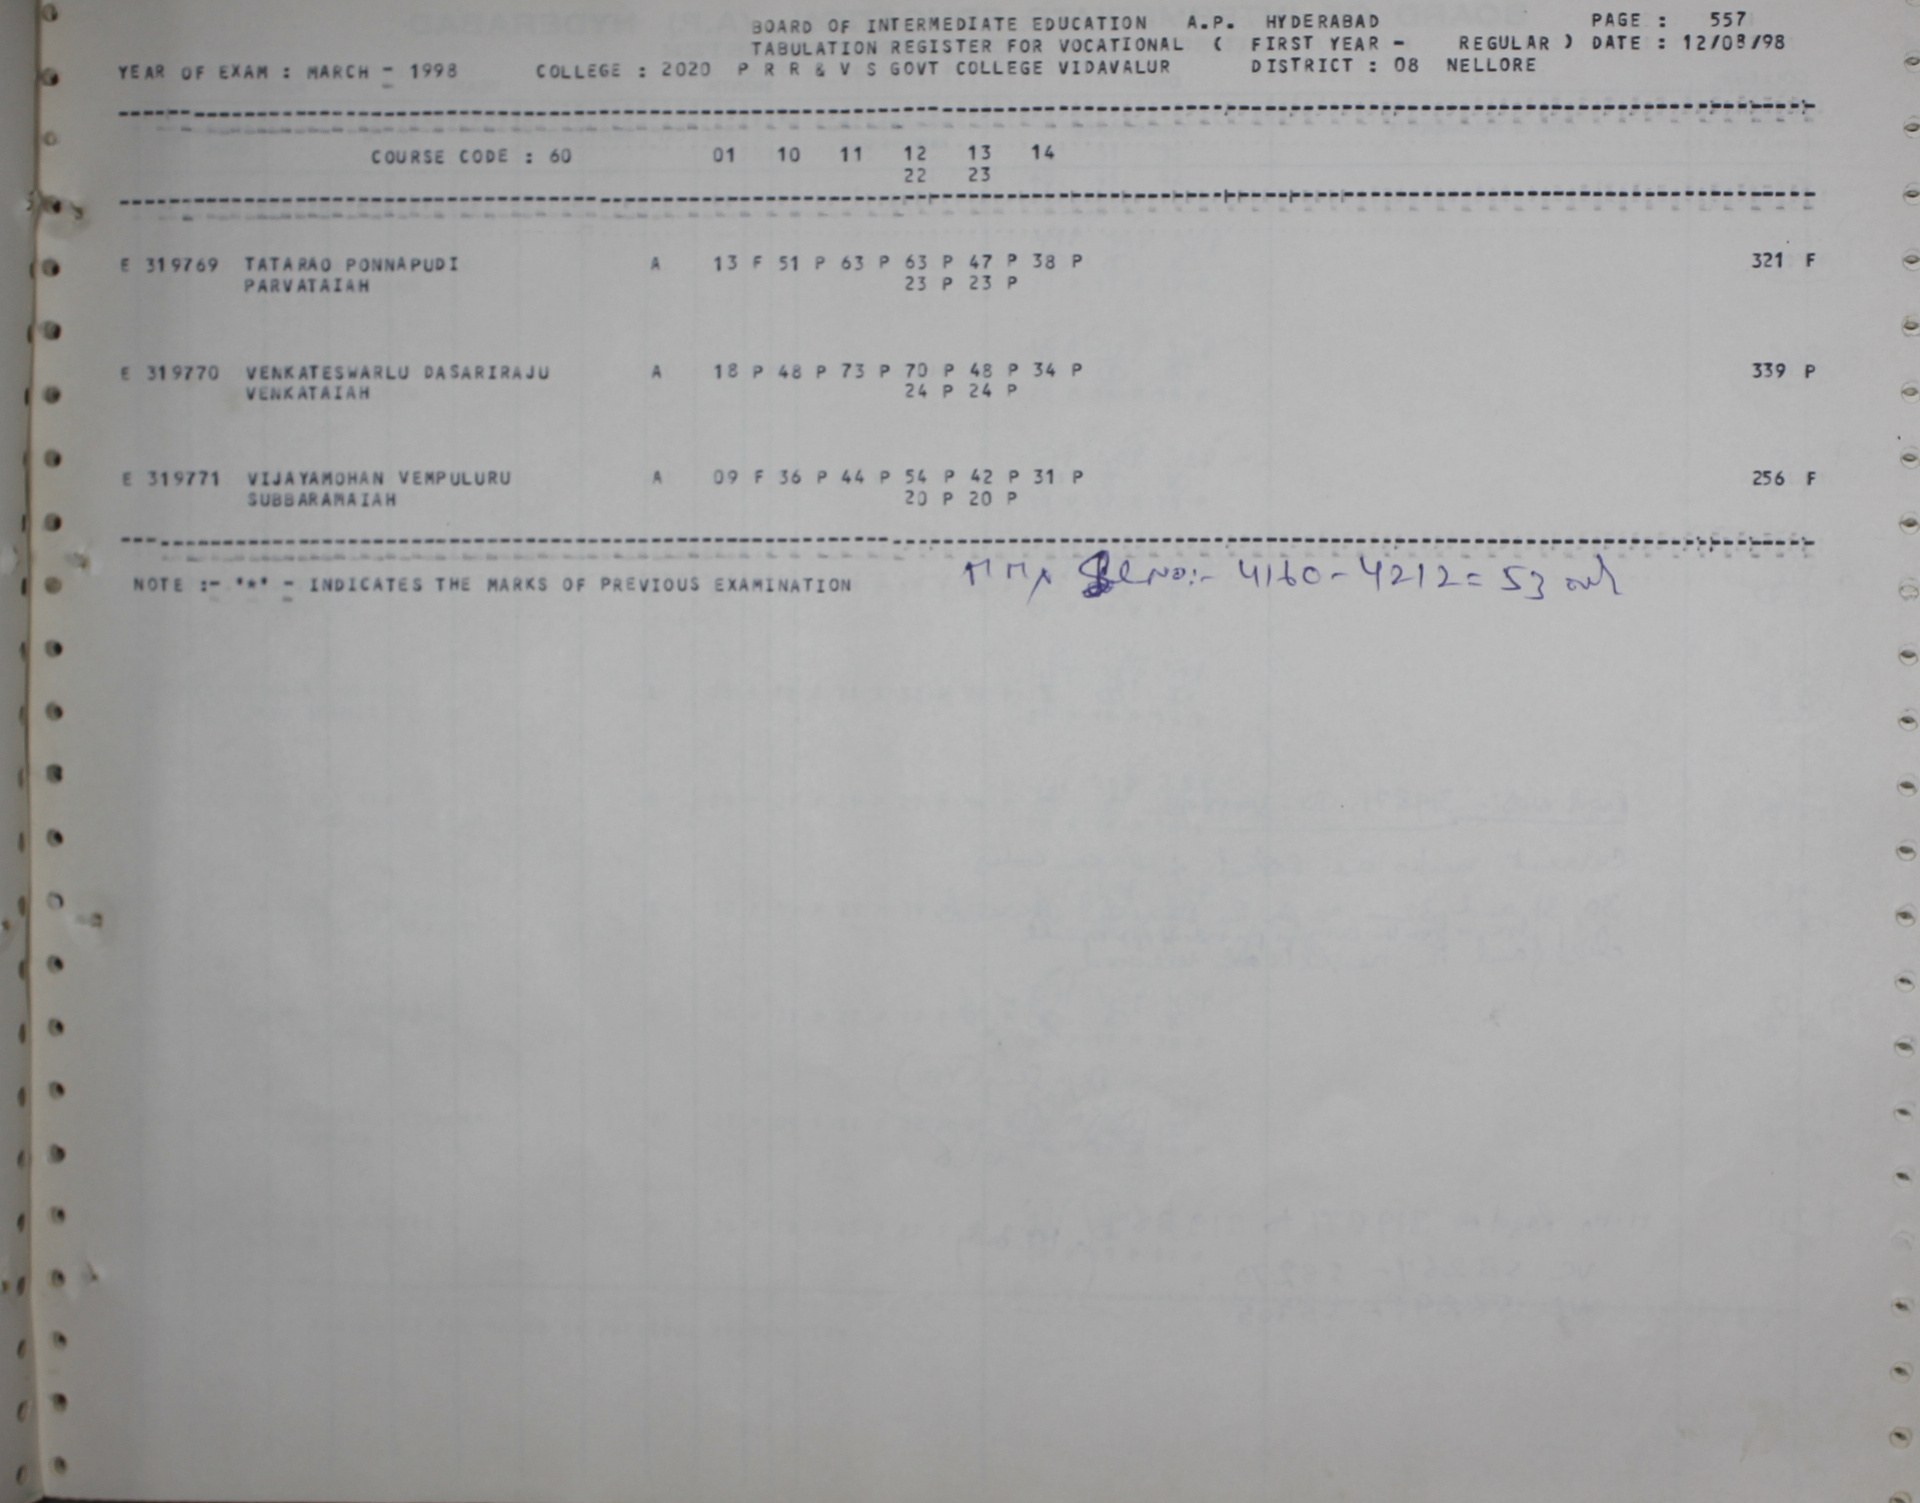 BOARD OF INTERMEDIATE EDUCATION A.P. HYDERABAD PAGE : 557
TABULATION REGISTER FOR VOCATIONAL ( FIRST YEAR - REGULAR ) DATE : 12/08/98
YEAR OF EXAM : MARCH - 1998 COLLEGE : 2020 P R R & V S GOVT COLLEGE VIDAVALUR DISTRICT : 08 NELLORE
COURSE CODE : 60 01 10 11 12 13 14
22 23
E 319769 TATARAO PONNAPUDI A 13 F 51 P 63 P 63 P 47 P 38 P 321 F
PARVATAIAH 23 P 23 P
E 319770 VENKATESWARLU DASARIRAJU A 18 P 48 P 73 P 70 P 48 P 34 P 339 P
VENKATAIAH 24 P 24 P
E 319771 VIJAYAMOHAN VEMPULURU A 09 F 36 P 44 P 54 P 42 P 31 P 256 F
SUBBARAMAIAH 20 P 20 P
NOTE :- '*' - INDICATES THE MARKS OF PREVIOUS EXAMINATION
No:- 4160-4212=53